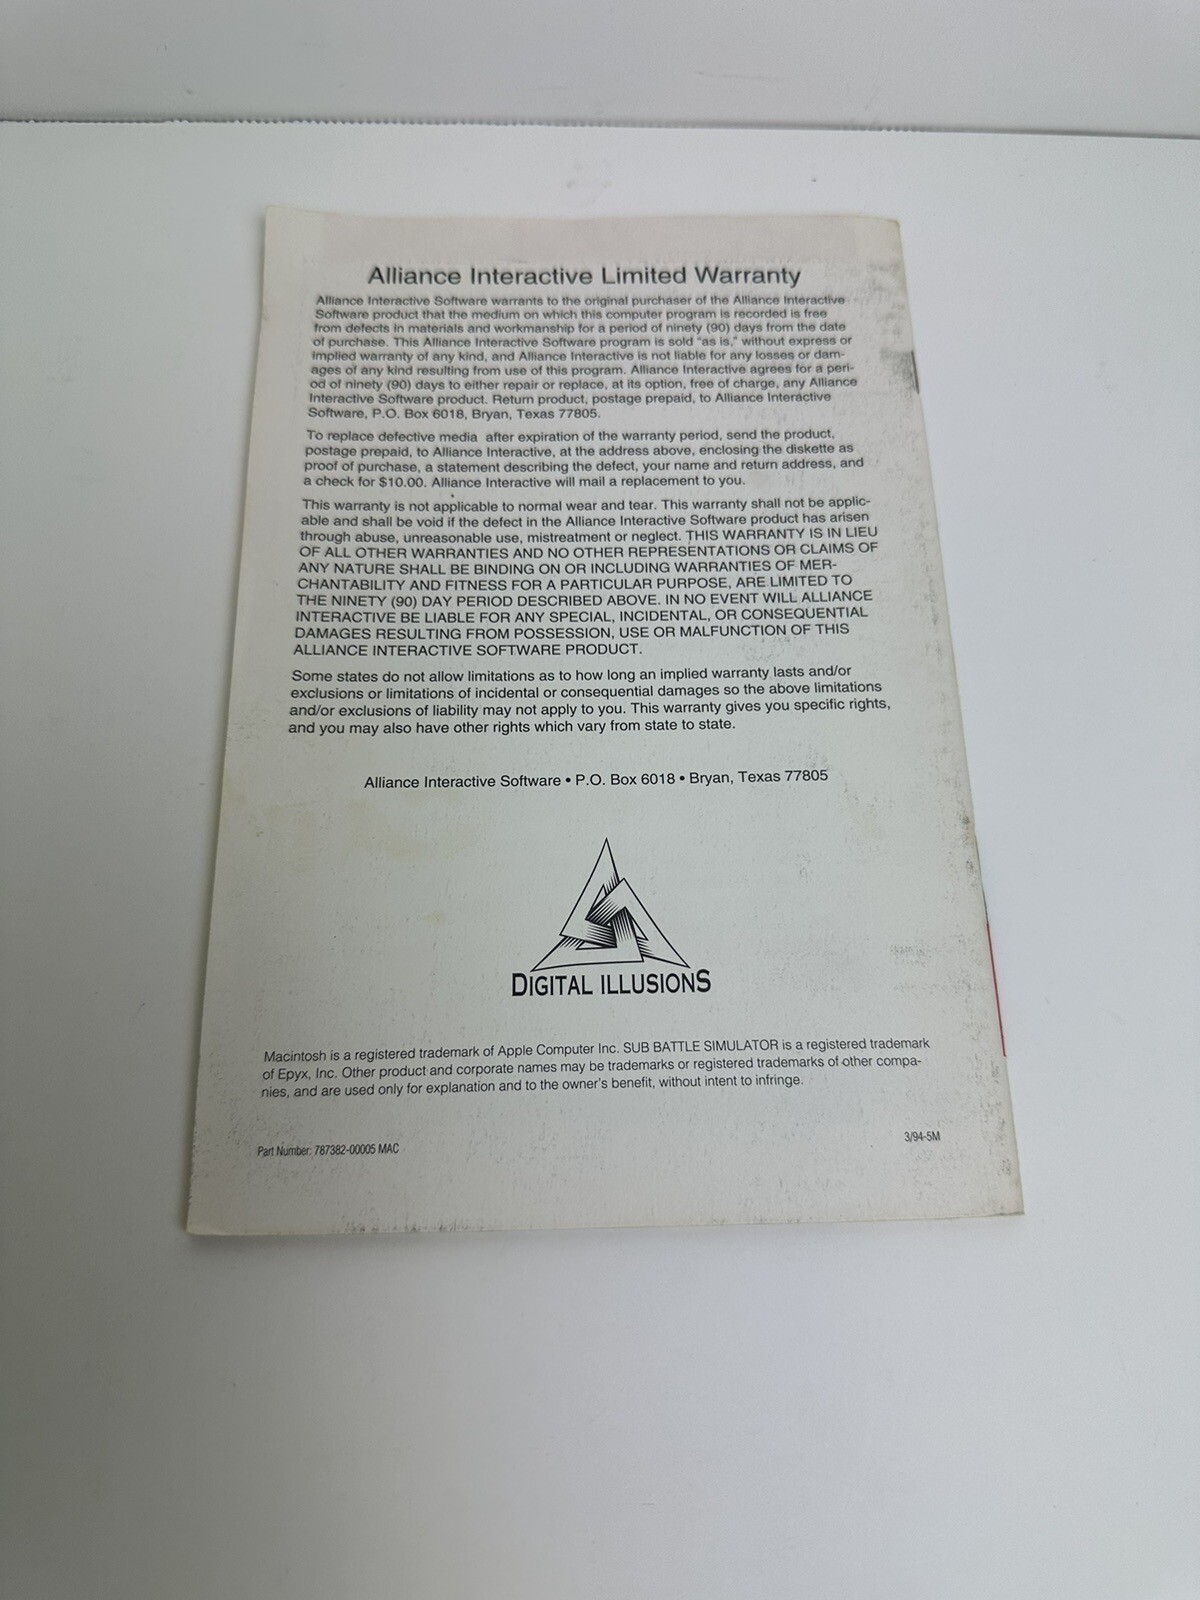 Alliance Interactive Limited Warranty
Alliance Interactive Software warrants to the original purchaser of the Alliance Interactive
Software product that the medium on which this computer program is recorded is free
from defects in materials and workmanship for a period of ninety (90) days from the date
of purchase. This Alliance Interactive Software program is sold "as is," without express or
implied warranty of any kind, and Alliance Interactive is not liable for any losses or dam-
ages of any kind resulting from use of this program. Alliance Interactive agrees for a peri-
od of ninety (90) days to either repair or replace, at its option, free of charge, any Alliance
Interactive Software product. Return product, postage prepaid, to Alliance Interactive
Software, P.O. Box 6018, Bryan, Texas 77805.
To replace defective media after expiration of the warranty period, send the product,
postage prepaid, to Alliance Interactive, at the address above, enclosing the diskette as
proof of purchase, a statement describing the defect, your name and return address, and
a check for $10.00. Alliance Interactive will mail a replacement to you.
This warranty is not applicable to normal wear and tear. This warranty shall not be applic-
able and shall be void if the defect in the Alliance Interactive Software product has arisen
through abuse, unreasonable use, mistreatment or neglect. THIS WARRANTY IS IN LIEU
OF ALL OTHER WARRANTIES AND NO OTHER REPRESENTATIONS OR CLAIMS OF
ANY NATURE SHALL BE BINDING ON OR INCLUDING WARRANTIES OF MER-
CHANTABILITY AND FITNESS FOR A PARTICULAR PURPOSE, ARE LIMITED TO
THE NINETY (90) DAY PERIOD DESCRIBED ABOVE. IN NO EVENT WILL ALLIANCE
INTERACTIVE BE LIABLE FOR ANY SPECIAL, INCIDENTAL, OR CONSEQUENTIAL
DAMAGES RESULTING FROM POSSESSION, USE OR MALFUNCTION OF THIS
ALLIANCE INTERACTIVE SOFTWARE PRODUCT.
Some states do not allow limitations as to how long an implied warranty lasts and/or
exclusions or limitations of incidental or consequential damages so the above limitations
and/or exclusions of liability may not apply to you. This warranty gives you specific rights,
and you may also have other rights which vary from state to state.
Alliance Interactive Software • P.O. Box 6018 • Bryan, Texas 77805
DIGITAL ILLUSIONS
Macintosh is a registered trademark of Apple Computer Inc. SUB BATTLE SIMULATOR is a registered trademark
of Epyx, Inc. Other product and corporate names may be trademarks or registered trademarks of other compa-
nies, and are used only for explanation and to the owner's benefit, without intent to infringe.
Part Number: 787382-00005 MAC
3/94-5M